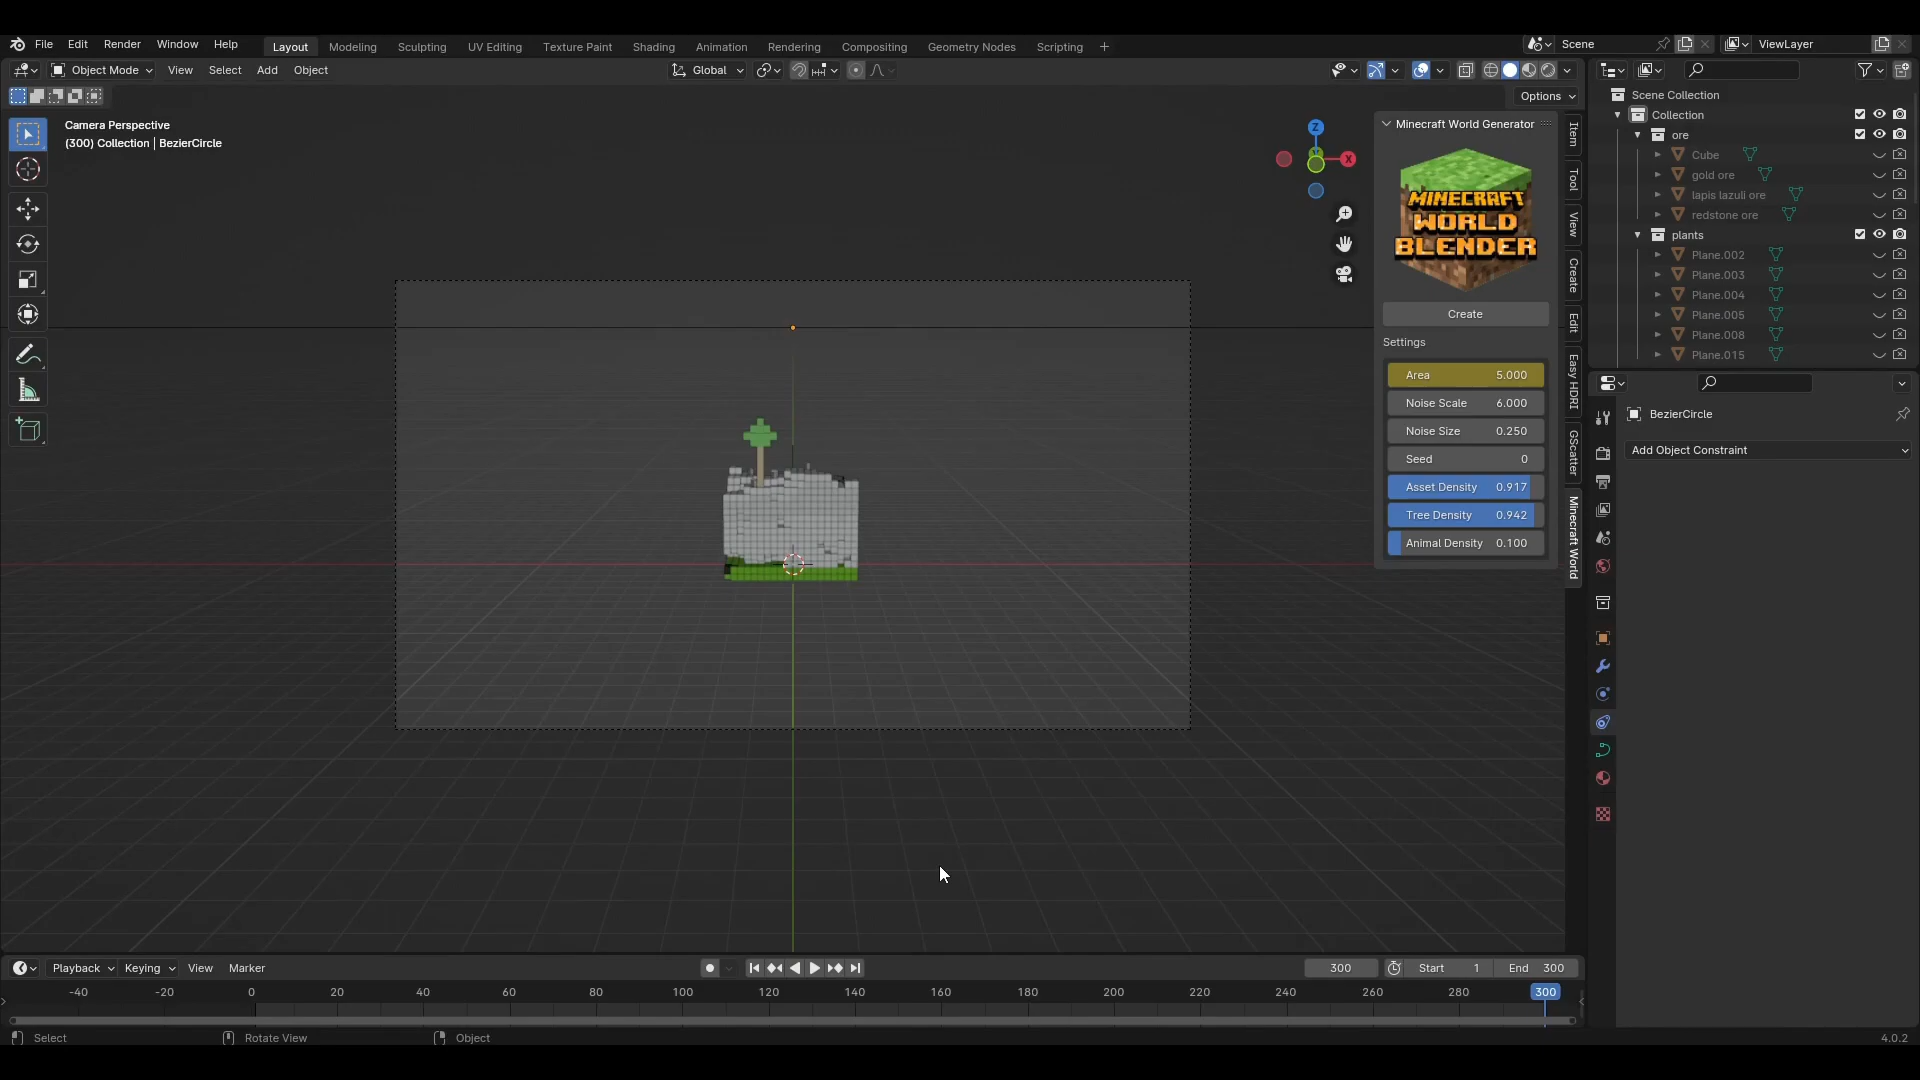 File Edit Render Window Help Layout Modeling Sculpting UV Editing Texture Paint Shading Animation Rendering Compositing Geometry Nodes Scripting + Scene ViewLayer
Object Mode View Select Add Object Global
Options
Camera Perspective
(300) Collection | BezierCircle
Z
X
Minecraft World Generator
MINECRAFT
WORLD
BLENDER
Create
Settings
Area 5.000
Noise Scale 6.000
Noise Size 0.250
Seed 0
Asset Density 0.917
Tree Density 0.942
Animal Density 0.100
Item
Tool
View
Create
Edit
Easy HDRI
GScatter
Minecraft World
Scene Collection
Collection
ore
Cube
gold ore
lapis lazuli ore
redstone ore
plants
Plane.002
Plane.003
Plane.004
Plane.005
Plane.008
Plane.015
BezierCircle
Add Object Constraint
Playback Keying View Marker 300 Start 1 End 300
-40 -20 0 20 40 60 80 100 120 140 160 180 200 220 240 260 280 300
Select Rotate View Object 4.0.2